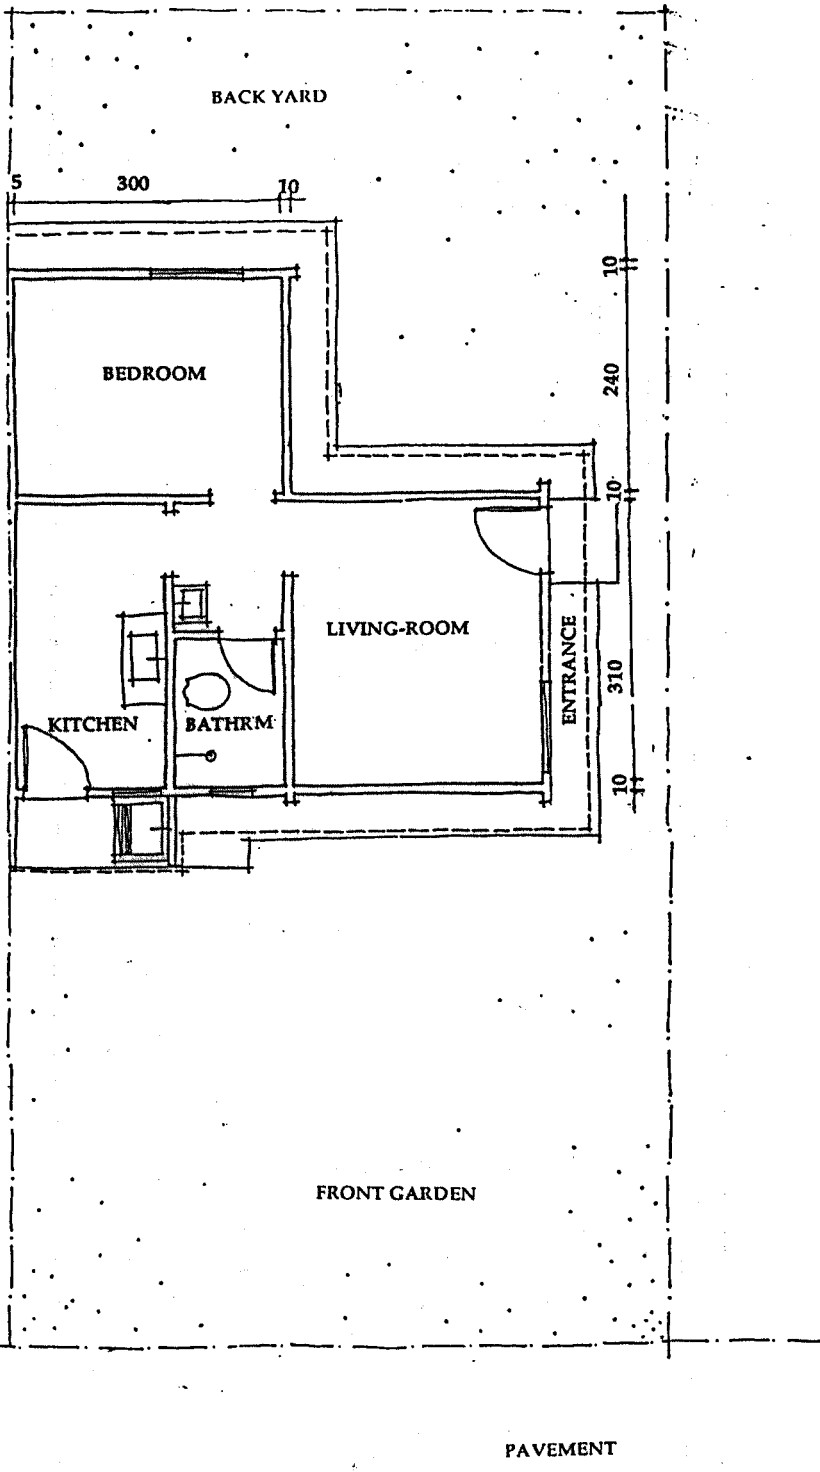 BACK YARD
5 300 10
10
BEDROOM
240
10
LIVING-ROOM
ENTRANCE
310
KITCHEN
BATHRM
10
FRONT GARDEN
PAVEMENT